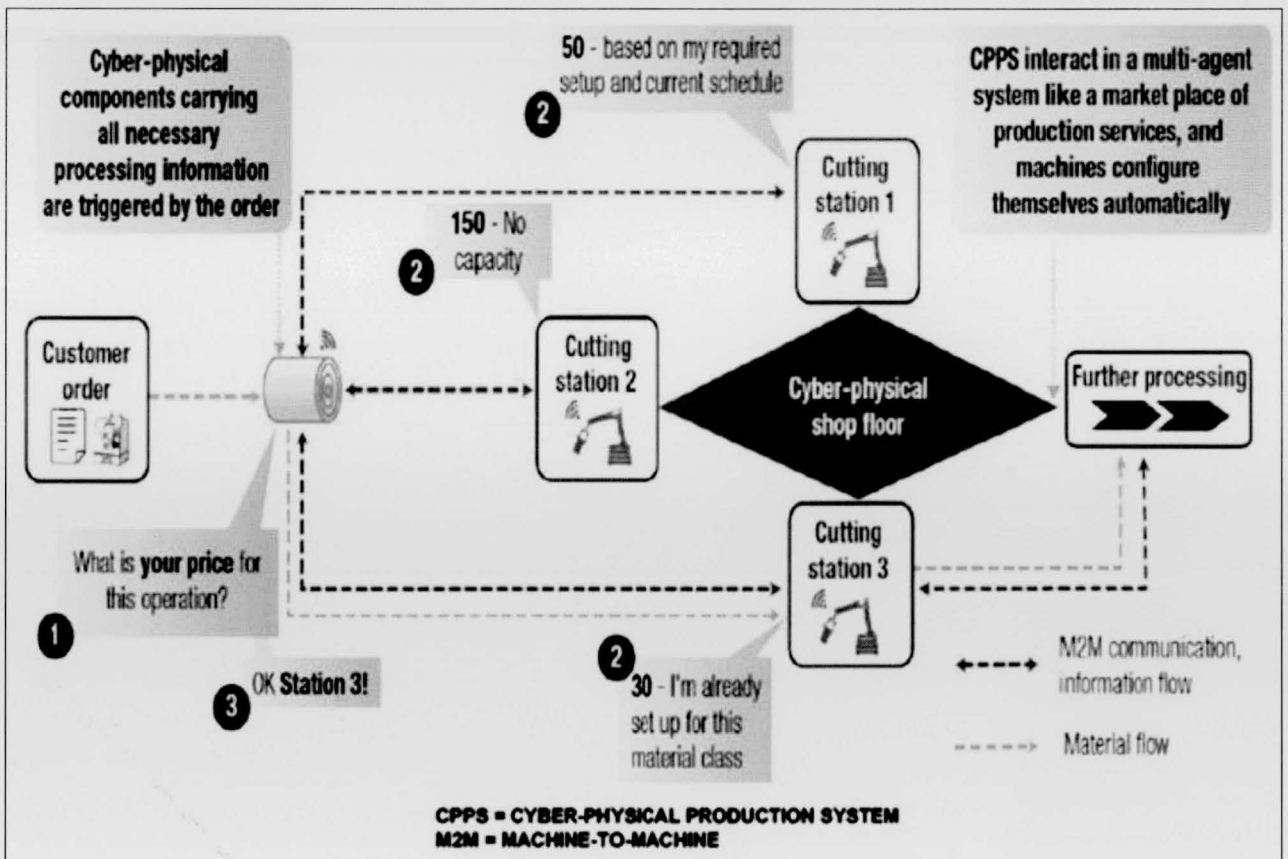 Cyber-physical
components carrying
all necessary
processing information
are triggered by the order
50 - based on my required
setup and current schedule
2
CPPS interact in a multi-agent
system like a market place of
production services, and
machines configure
themselves automatically
Cutting
station 1
150 - No
capacity
2
Customer
order
Cutting
station 2
Cyber-physical
shop floor
Further processing
What is your price for
this operation?
1
Cutting
station 3
OK Station 3!
3
2
30 - I'm already
set up for this
material class
M2M communication,
information flow
Material flow
CPPS = CYBER-PHYSICAL PRODUCTION SYSTEM
M2M = MACHINE-TO-MACHINE